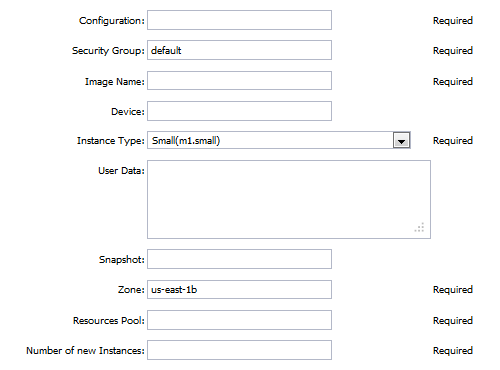 Configuration: Required
Security Group: default Required
Image Name: Required
Device:
Instance Type: Small(m1.small) Required
User Data:
Snapshot:
Zone: us-east-1b Required
Resources Pool: Required
Number of new Instances: Required